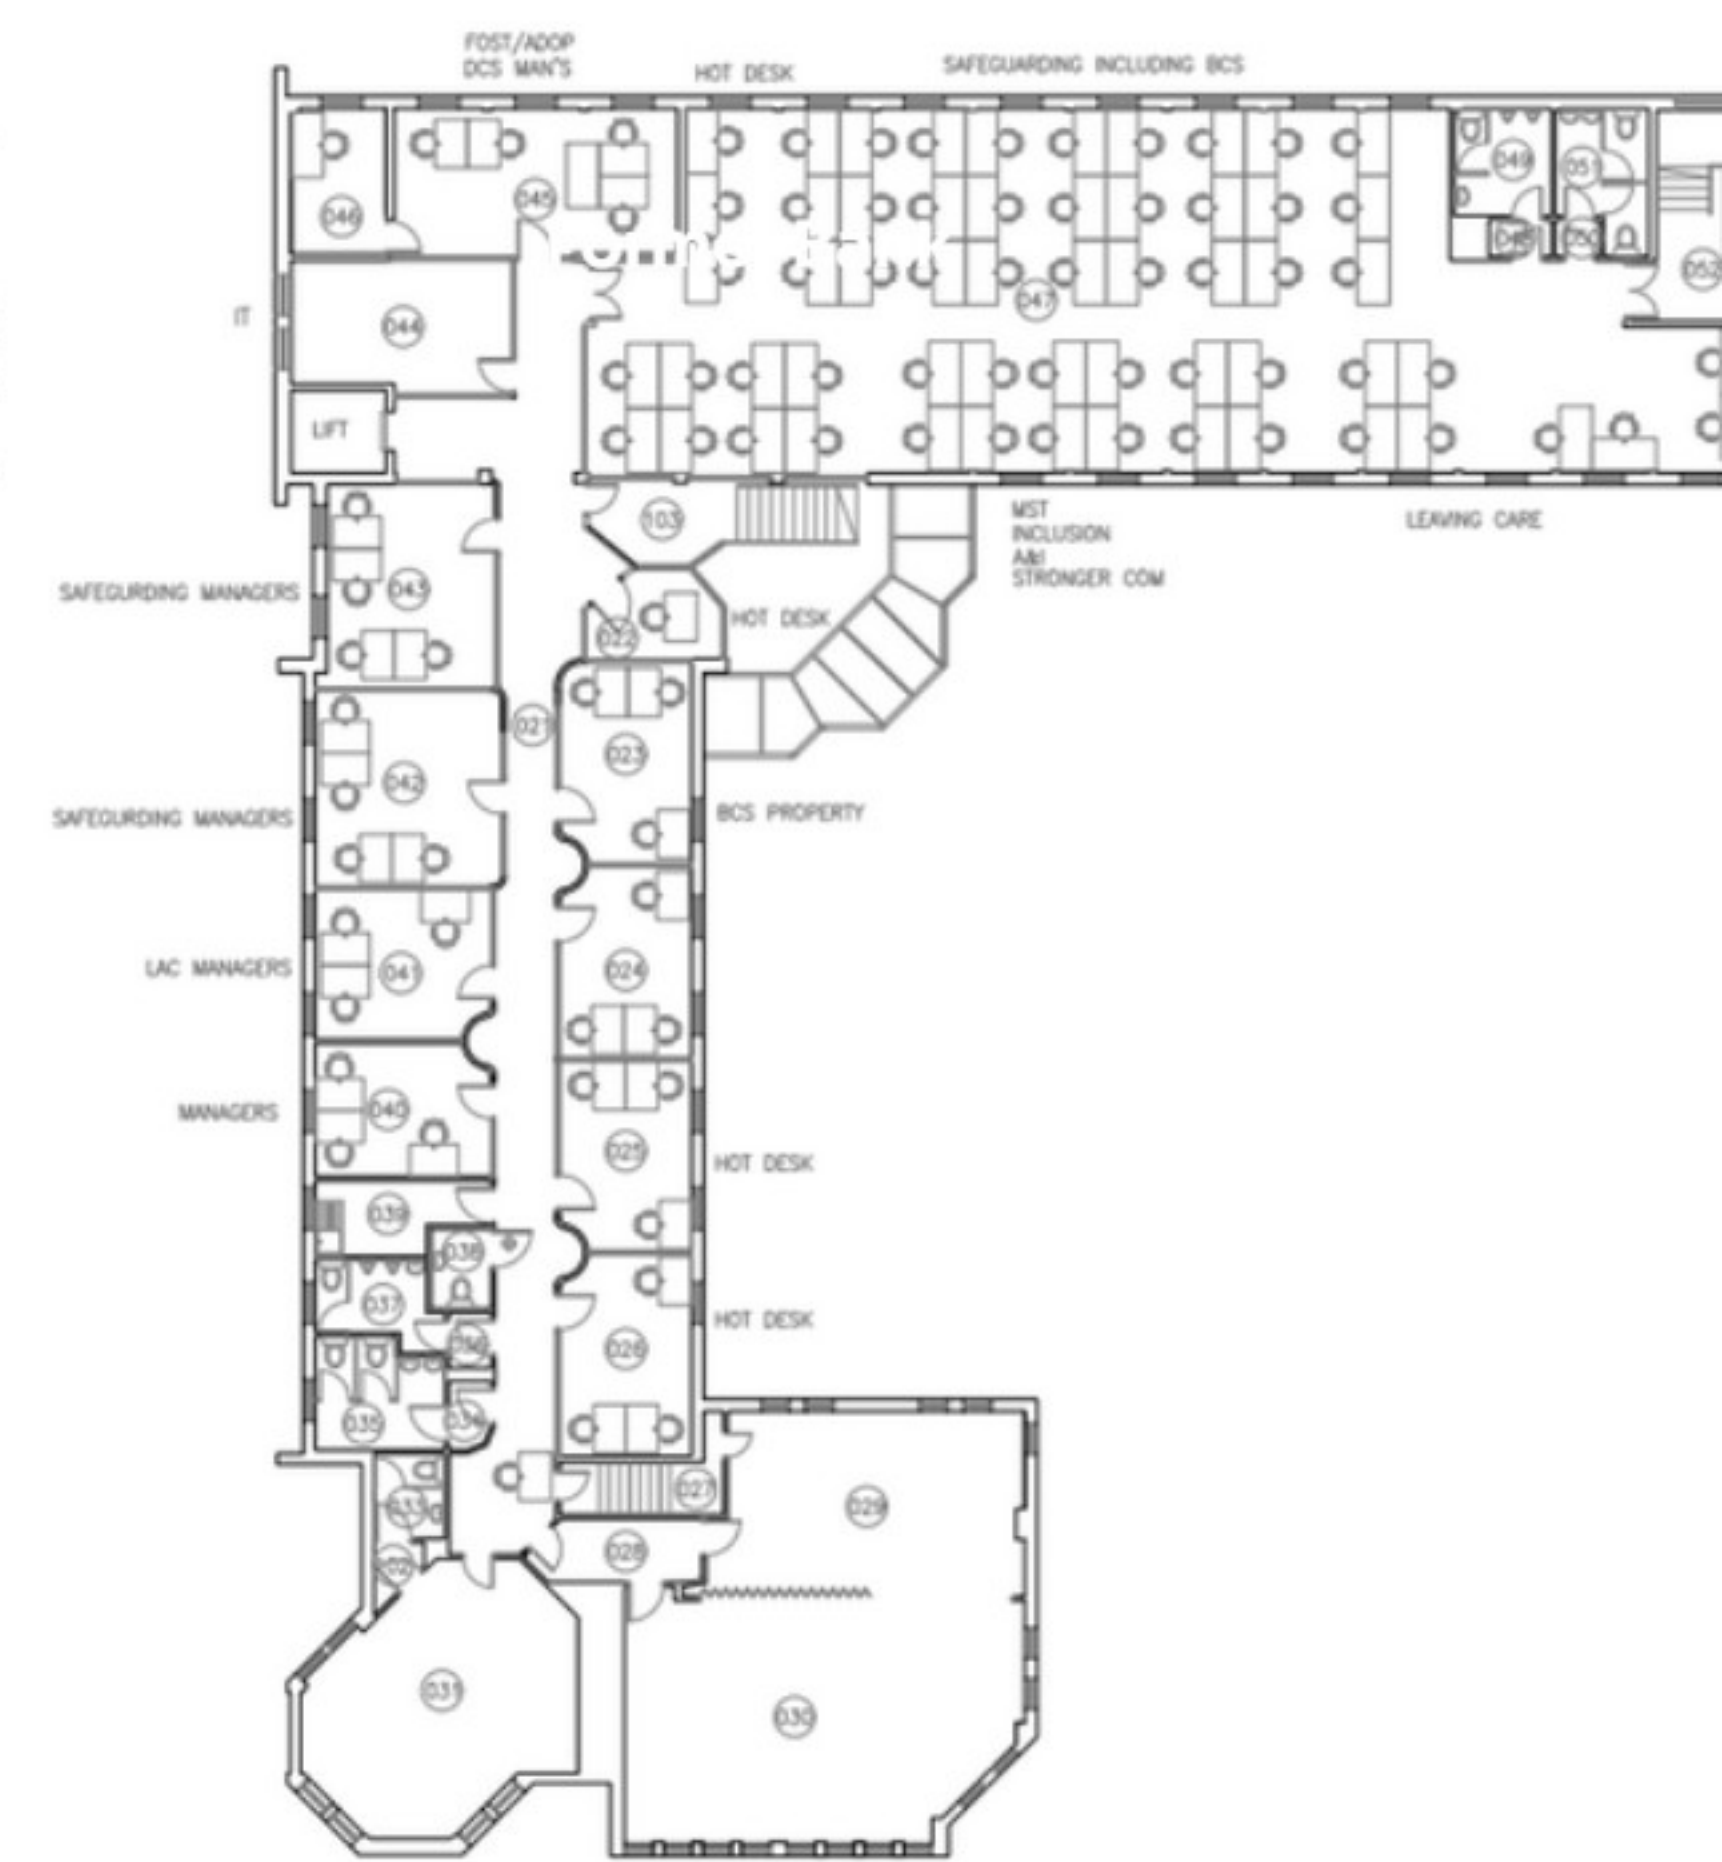 FOST/ADOP
DCS MAN'S
HOT DESK
SAFEGUARDING INCLUDING BCS
046
045
049
051
050
052
IT
044
047
LIFT
103
MST
INCLUSION
A&I
STRONGER COM
LEAVING CARE
SAFEGURDING MANAGERS
043
022
HOT DESK
021
023
042
SAFEGURDING MANAGERS
BCS PROPERTY
LAC MANAGERS
041
024
MANAGERS
040
025
HOT DESK
039
038
037
036
HOT DESK
026
035
034
027
029
033
028
031
030